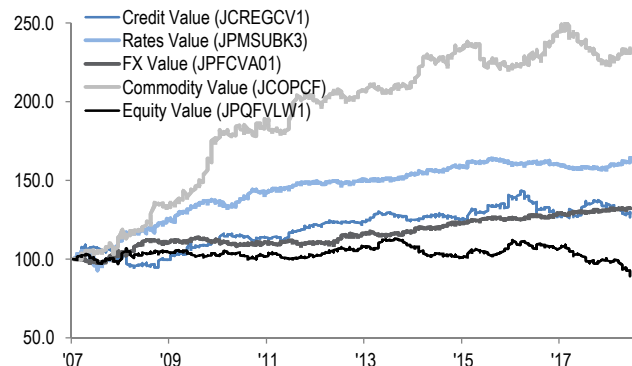 250.0
200.0
150.0
100.0
50.0
Credit Value (JCREGCV1)
Rates Value (JPMSUBK3)
FX Value (JPFCVA01)
Commodity Value (JCOPCF)
Equity Value (JPQFVLW1)
'07 '09 '11 '13 '15 '17